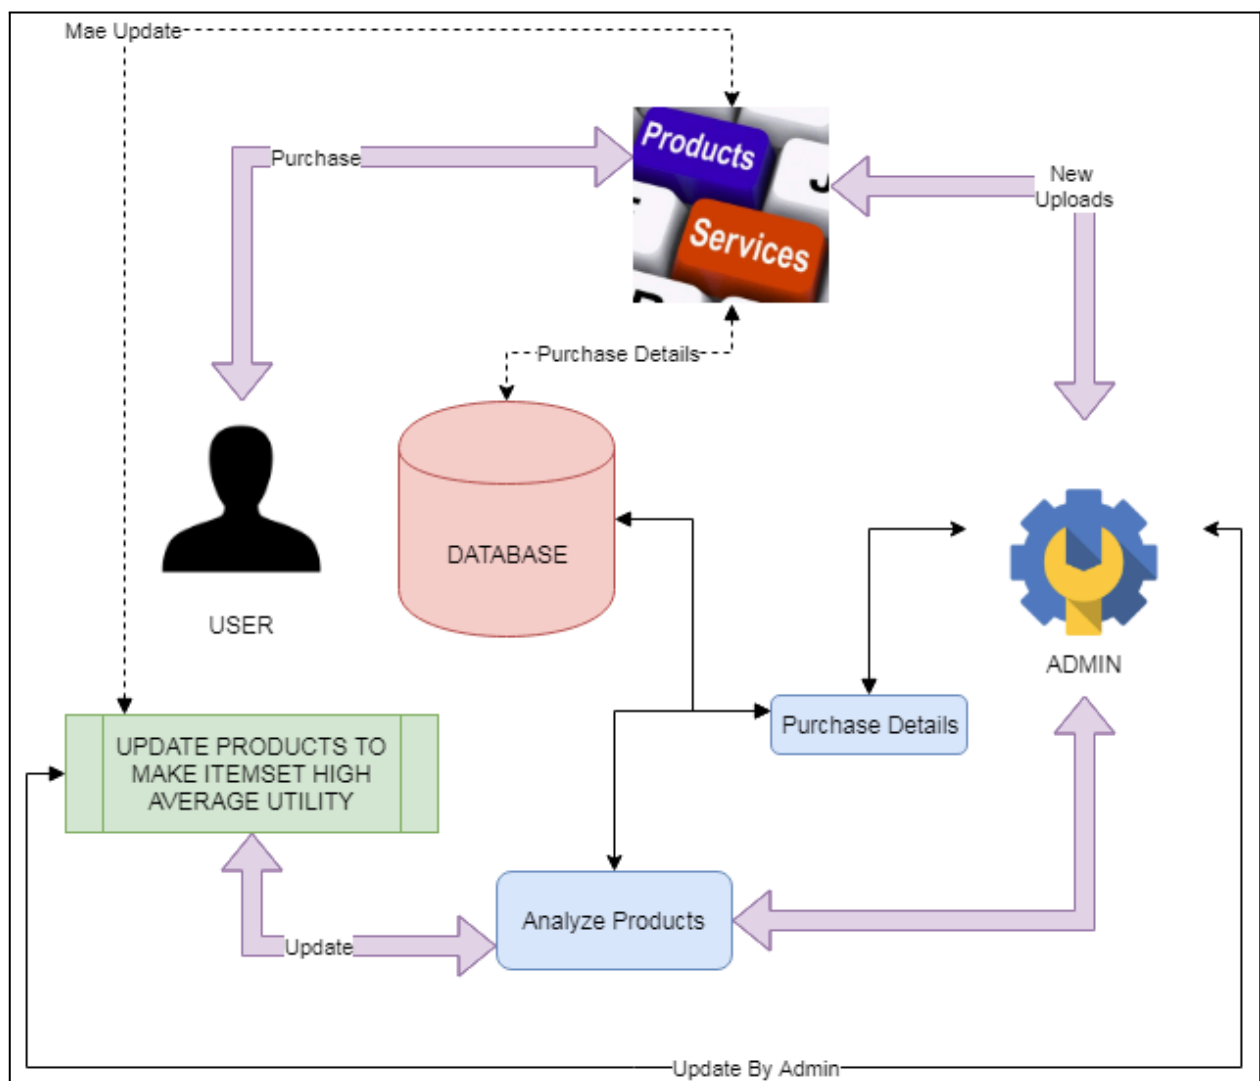 Mae Update
Products
Services
Purchase
New
Uploads
Purchase Details
DATABASE
USER
ADMIN
Purchase Details
UPDATE PRODUCTS TO
MAKE ITEMSET HIGH
AVERAGE UTILITY
Analyze Products
Update
Update By Admin